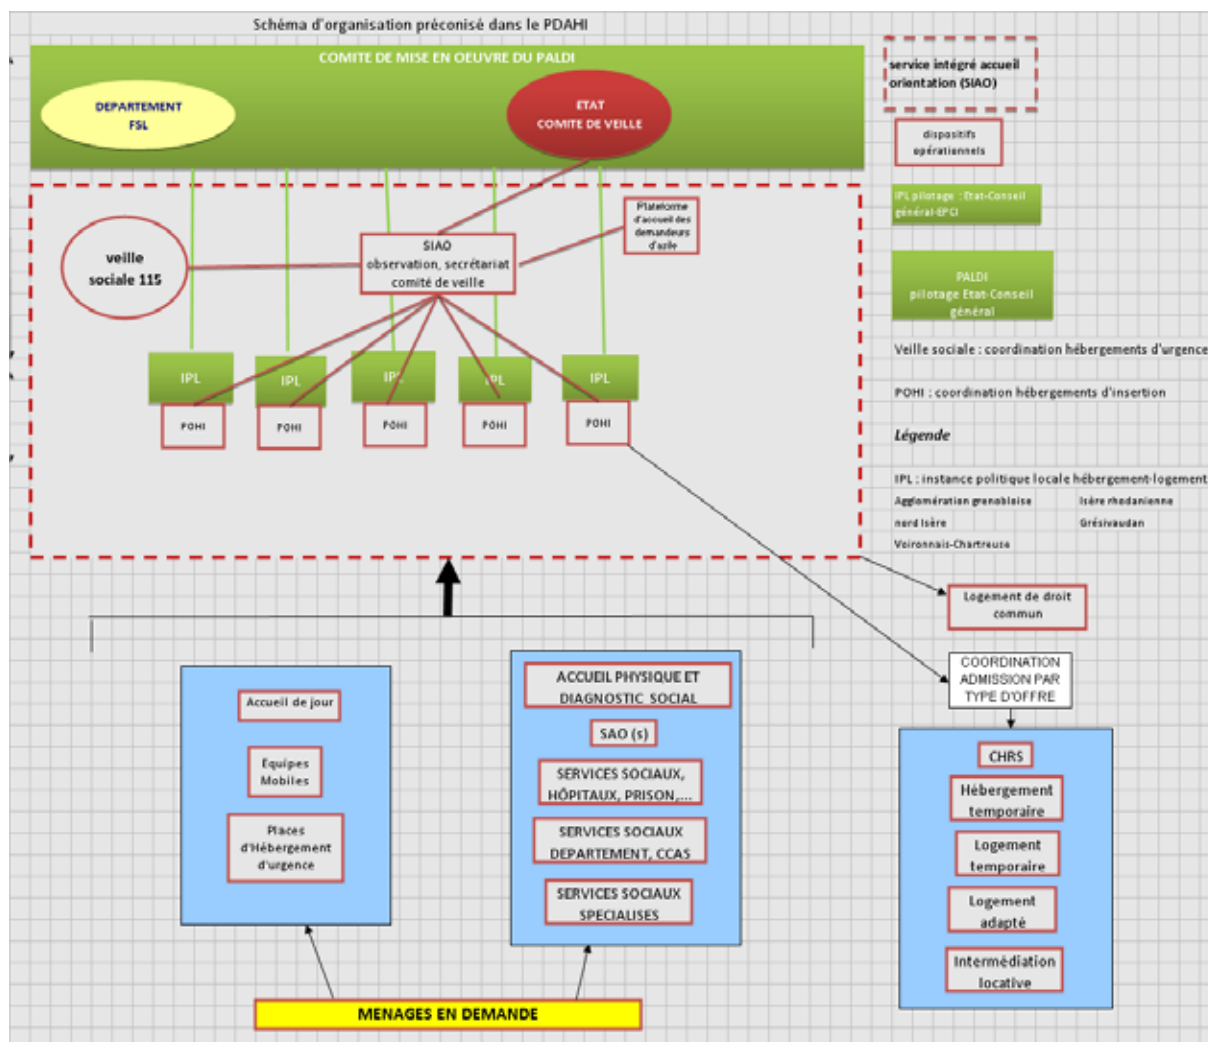 Schéma d'organisation préconisé dans le PDAHI
COMITE DE MISE EN OEUVRE DU PALDI
DEPARTEMENT
FSL
ETAT
COMITE DE VEILLE
service intégré accueil
orientation (SIAO)
dispositifs
opérationnels
IPL pilotage : Etat-Conseil
général-EPCI
PALDI
pilotage Etat-Conseil
général
Veille sociale : coordination hébergements d'urgence
POHI : coordination hébergements d'insertion
Légende
IPL : instance politique locale hébergement-logement
Agglomération grenobloise
Isère rhodanienne
nord Isère
Grésivaudan
Voironnais-Chartreuse
veille
sociale 115
SIAO
observation, secrétariat
comité de veille
Plateforme
d'accueil des
demandeurs
d'asile
IPL
IPL
IPL
IPL
IPL
POHI
POHI
POHI
POHI
POHI
Logement de droit
commun
COORDINATION
ADMISSION PAR
TYPE D'OFFRE
CHRS
Hébergement
temporaire
Logement
temporaire
Logement
adapté
Intermédiation
locative
Accueil de jour
Equipes
Mobiles
Places
d'Hébergement
d'urgence
ACCUEIL PHYSIQUE ET
DIAGNOSTIC SOCIAL
SAO (s)
SERVICES SOCIAUX,
HÔPITAUX, PRISON,...
SERVICES SOCIAUX
DEPARTEMENT, CCAS
SERVICES SOCIAUX
SPECIALISES
MENAGES EN DEMANDE